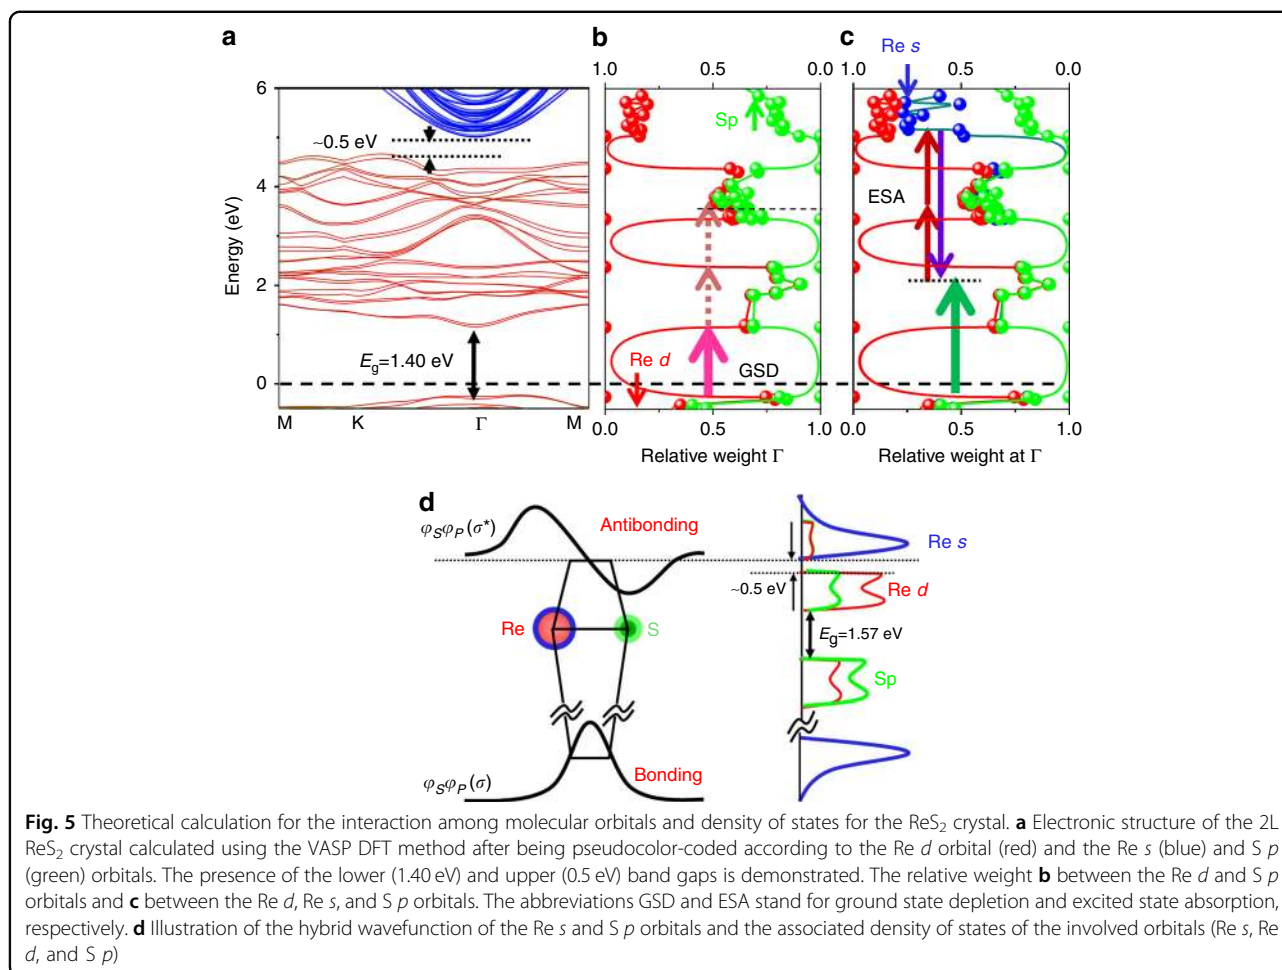 a
b
c
Re s
1.0 0.5 0.0
1.0 0.5 0.0
6
4
2
0
Energy (eV)
~0.5 eV
Sp
ESA
Eg=1.40 eV
Re d
GSD
M K Γ M
0.0 0.5 1.0
0.0 0.5 1.0
Relative weight Γ
Relative weight at Γ
d
φSφP(σ*)
Antibonding
Re s
~0.5 eV
Re d
Re
S
Eg=1.57 eV
Sp
φSφP(σ)
Bonding
Fig. 5 Theoretical calculation for the interaction among molecular orbitals and density of states for the ReS₂ crystal. a Electronic structure of the 2L
ReS₂ crystal calculated using the VASP DFT method after being pseudocolor-coded according to the Re d orbital (red) and the Re s (blue) and S p
(green) orbitals. The presence of the lower (1.40 eV) and upper (0.5 eV) band gaps is demonstrated. The relative weight b between the Re d and S p
orbitals and c between the Re d, Re s, and S p orbitals. The abbreviations GSD and ESA stand for ground state depletion and excited state absorption,
respectively. d Illustration of the hybrid wavefunction of the Re s and S p orbitals and the associated density of states of the involved orbitals (Re s, Re
d, and S p)